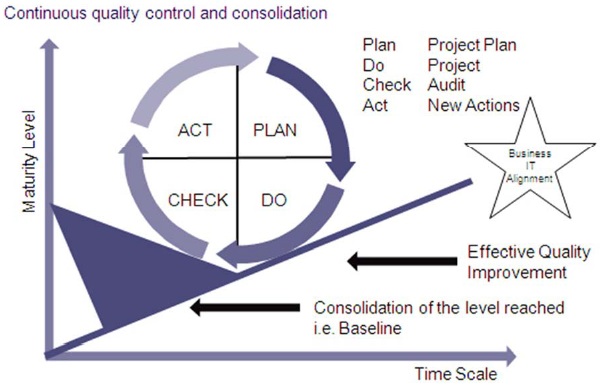 Continuous quality control and consolidation
Plan Project Plan
Do Project
Check Audit
Act New Actions
Maturity Level
ACT PLAN
CHECK DO
Business
IT
Alignment
Effective Quality
Improvement
Consolidation of the level reached
i.e. Baseline
Time Scale